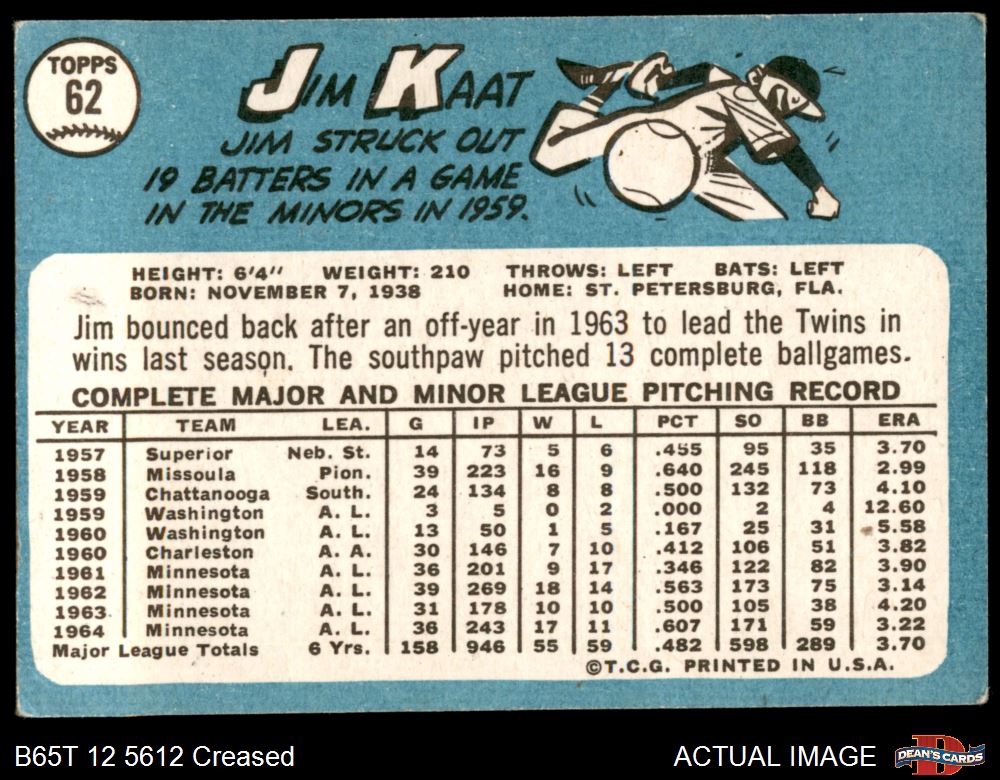 TOPPS
62
JIM KAAT
JIM STRUCK OUT
19 BATTERS IN A GAME
IN THE MINORS IN 1959.
HEIGHT: 6'4" WEIGHT: 210 THROWS: LEFT BATS: LEFT
BORN: NOVEMBER 7, 1938 HOME: ST. PETERSBURG, FLA.
Jim bounced back after an off-year in 1963 to lead the Twins in
wins last season. The southpaw pitched 13 complete ballgames.
COMPLETE MAJOR AND MINOR LEAGUE PITCHING RECORD
YEAR TEAM LEA. G IP W L PCT SO BB ERA
1957 Superior Neb. St. 14 73 5 6 .455 95 35 3.70
1958 Missoula Pion. 39 223 16 9 .640 245 118 2.99
1959 Chattanooga South. 24 134 8 8 .500 132 73 4.10
1959 Washington A. L. 3 5 0 2 .000 2 4 12.60
1960 Washington A. L. 13 50 1 5 .167 25 31 5.58
1960 Charleston A. A. 30 146 7 10 .412 106 51 3.82
1961 Minnesota A. L. 36 201 9 17 .346 122 82 3.90
1962 Minnesota A. L. 39 269 18 14 .563 173 75 3.14
1963 Minnesota A. L. 31 178 10 10 .500 105 38 4.20
1964 Minnesota A. L. 36 243 17 11 .607 171 59 3.22
Major League Totals 6 Yrs. 158 946 55 59 .482 598 289 3.70
©T.C.G. PRINTED IN U.S.A.
B65T 12 5612 Creased
ACTUAL IMAGE
DEAN'S CARDS